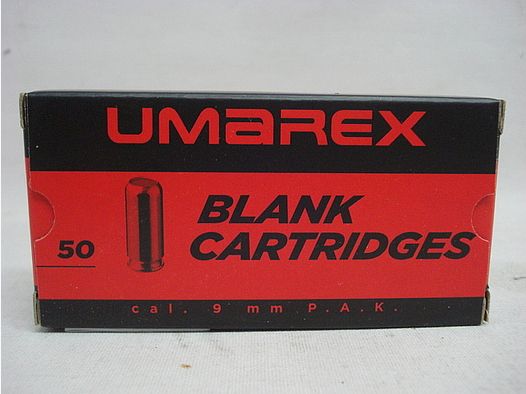 UMAREX
BLANK
50 CARTRIDGES
cal. 9 mm P.A.K.